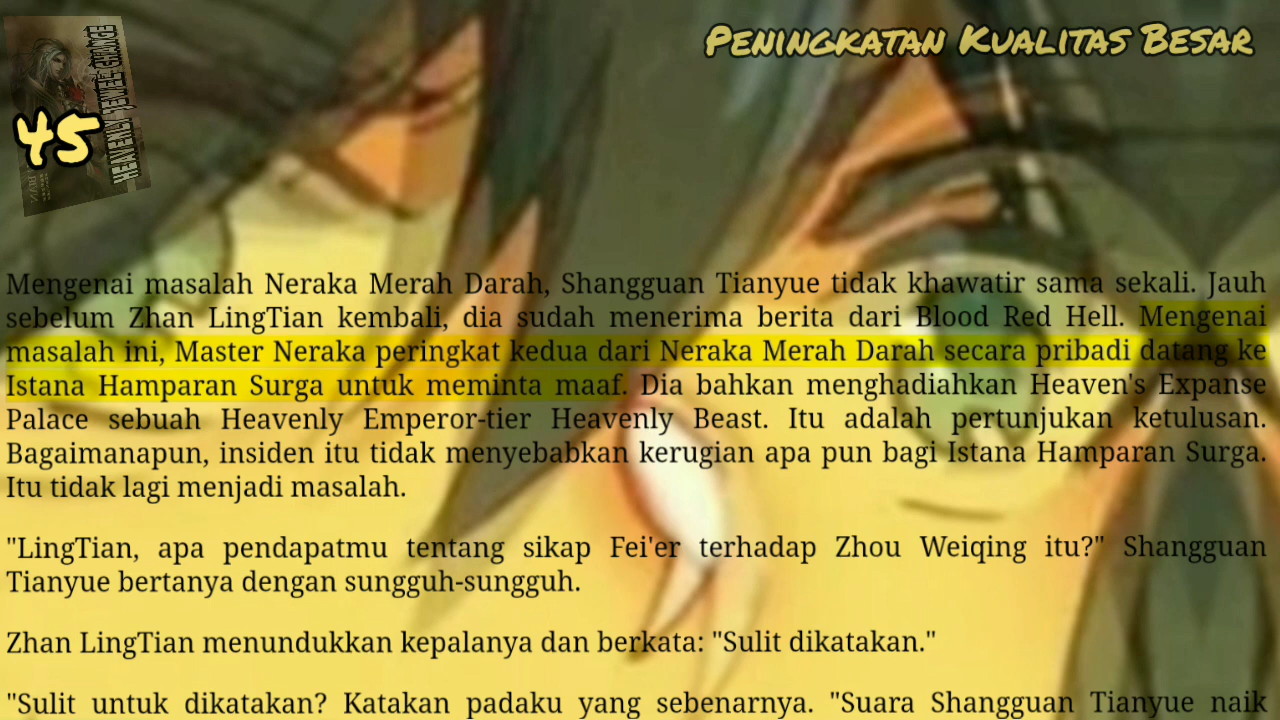 Peningkatan Kualitas Besar
45
HEAVENLY JEWEL CHANGE
Mengenai masalah Neraka Merah Darah, Shangguan Tianyue tidak khawatir sama sekali. Jauh
sebelum Zhan LingTian kembali, dia sudah menerima berita dari Blood Red Hell. Mengenai
masalah ini, Master Neraka peringkat kedua dari Neraka Merah Darah secara pribadi datang ke
Istana Hamparan Surga untuk meminta maaf. Dia bahkan menghadiahkan Heaven's Expanse
Palace sebuah Heavenly Emperor-tier Heavenly Beast. Itu adalah pertunjukan ketulusan.
Bagaimanapun, insiden itu tidak menyebabkan kerugian apa pun bagi Istana Hamparan Surga.
Itu tidak lagi menjadi masalah.
"LingTian, apa pendapatmu tentang sikap Fei'er terhadap Zhou Weiqing itu?" Shangguan
Tianyue bertanya dengan sungguh-sungguh.
Zhan LingTian menundukkan kepalanya dan berkata: "Sulit dikatakan."
"Sulit untuk dikatakan? Katakan padaku yang sebenarnya. "Suara Shangguan Tianyue naik